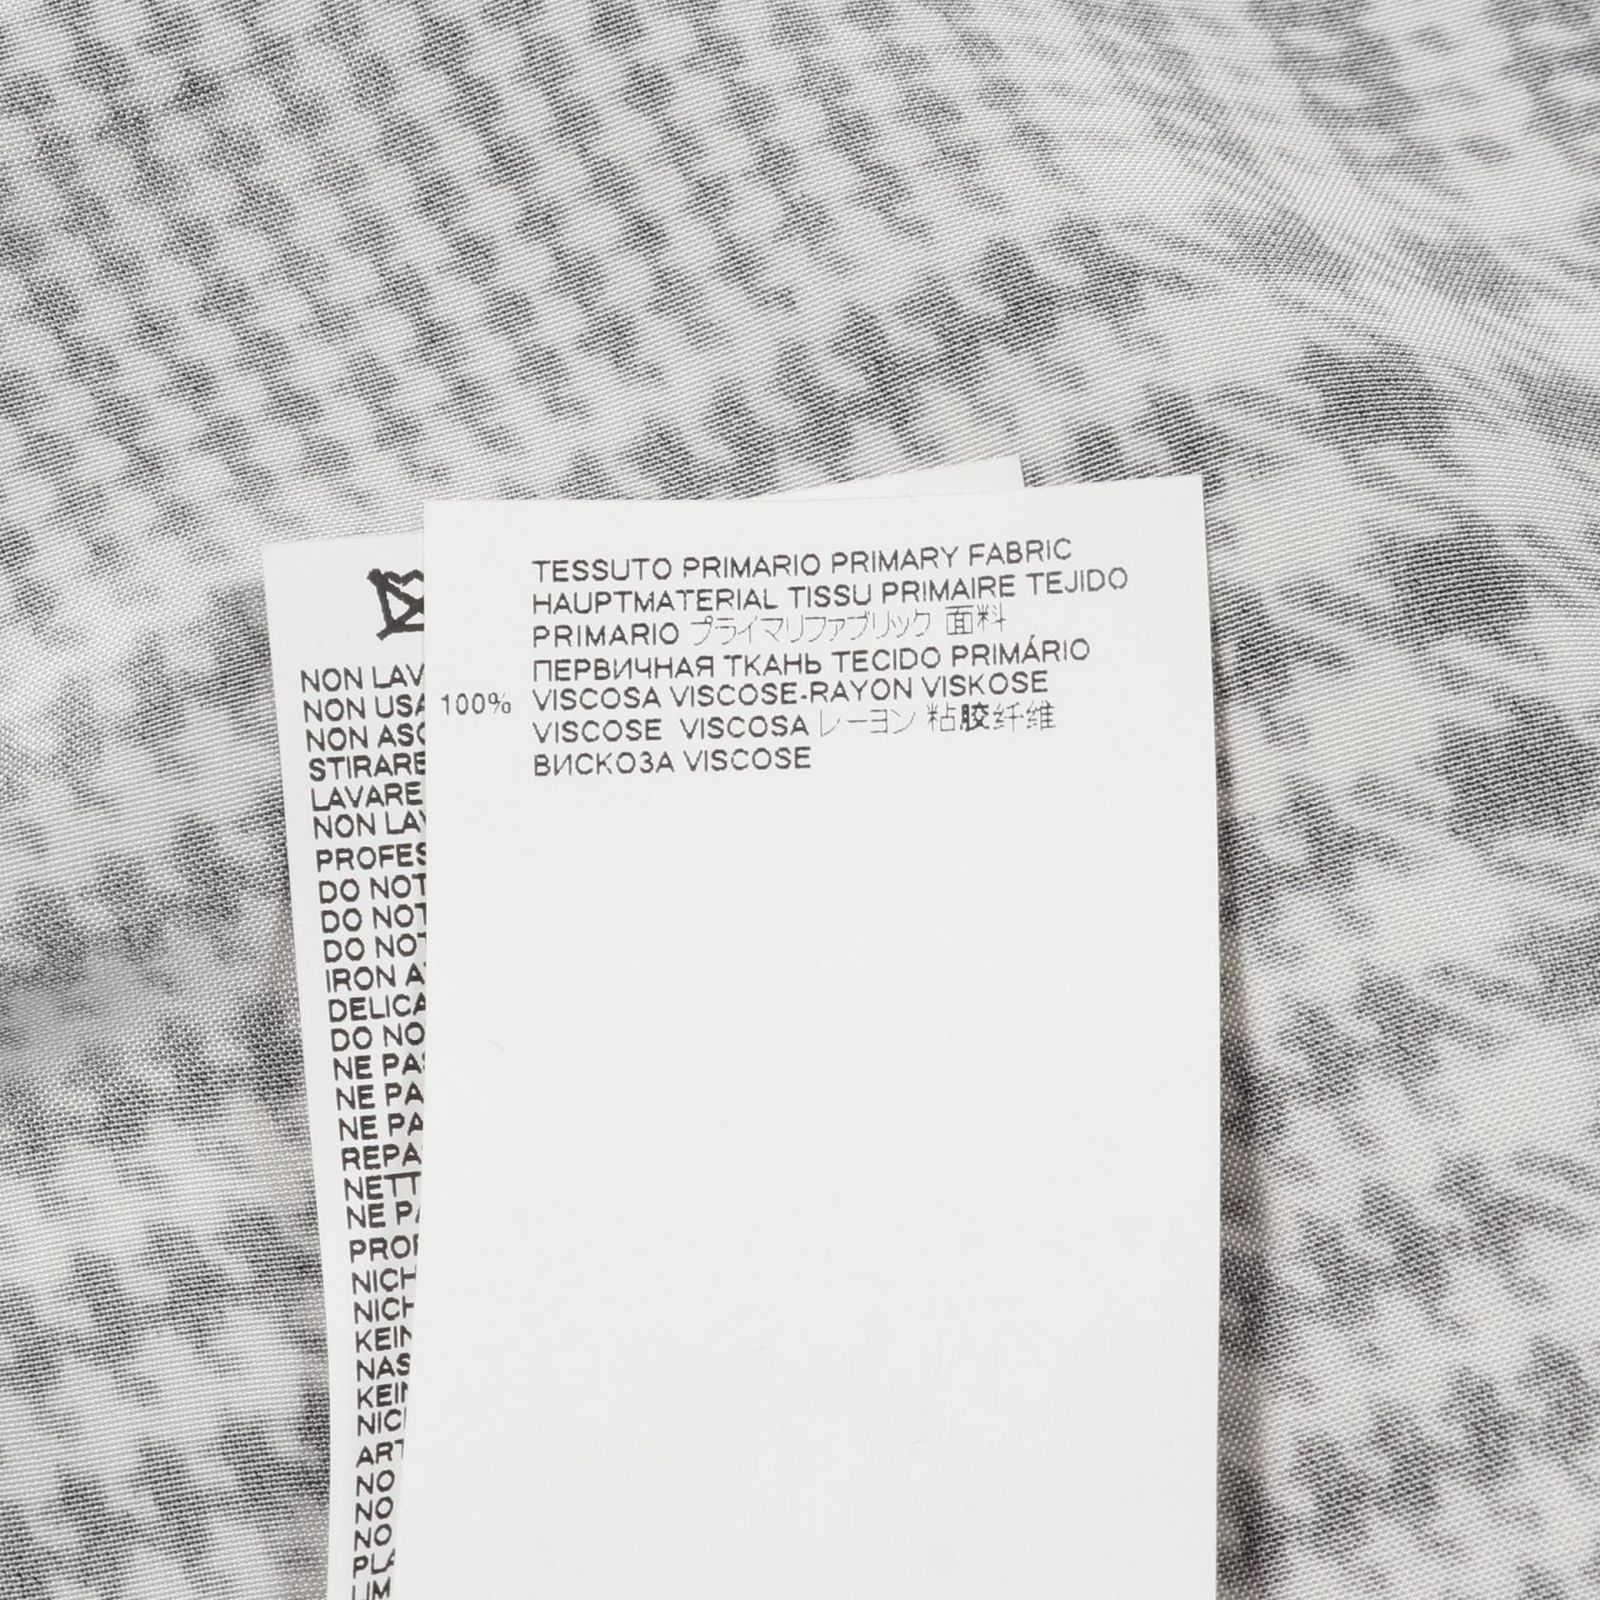 TESSUTO PRIMARIO PRIMARY FABRIC
HAUPTMATERIAL TISSU PRIMAIRE TEJIDO
PRIMARIO プライマリファブリック 面料
ПЕРВИЧНАЯ ТКАНЬ TECIDO PRIMÁRIO
100% VISCOSA VISCOSE-RAYON VISKOSE
VISCOSE VISCOSA レーヨン 粘胶纤维
ВИСКОЗА VISCOSE
NON LAV
NON USA
NON ASC
STIRARE
LAVARE
NON LAV
PROFES
DO NOT
DO NOT
DO NOT
IRON A
DELICA
DO NO
NE PAS
NE PA
NE PA
REPA
NETT
NE PA
PROF
NICH
NICH
KEIN
NAS
KEIN
NIC
ART
NO
NO
NO
PLA
LIM